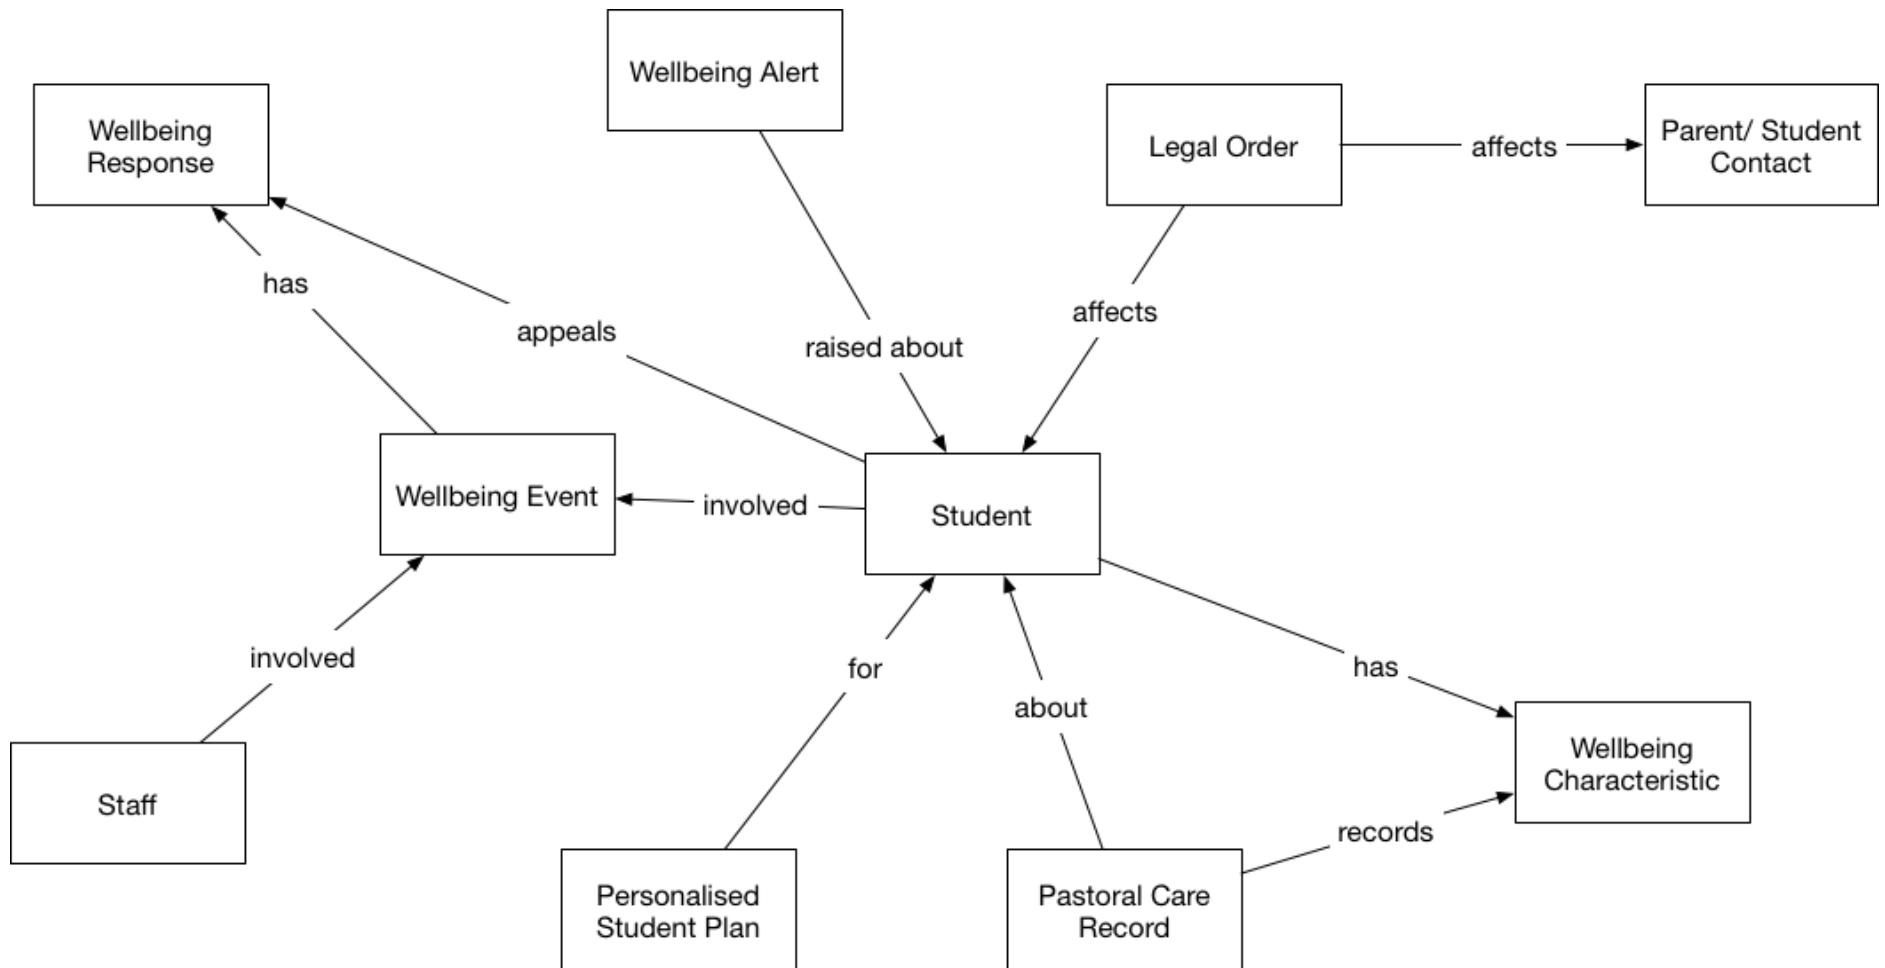 Wellbeing Alert
Wellbeing
Response
Legal Order
affects
Parent/ Student
Contact
has
appeals
raised about
affects
Wellbeing Event
involved
Student
involved
for
about
has
Wellbeing
Characteristic
Staff
records
Personalised
Student Plan
Pastoral Care
Record